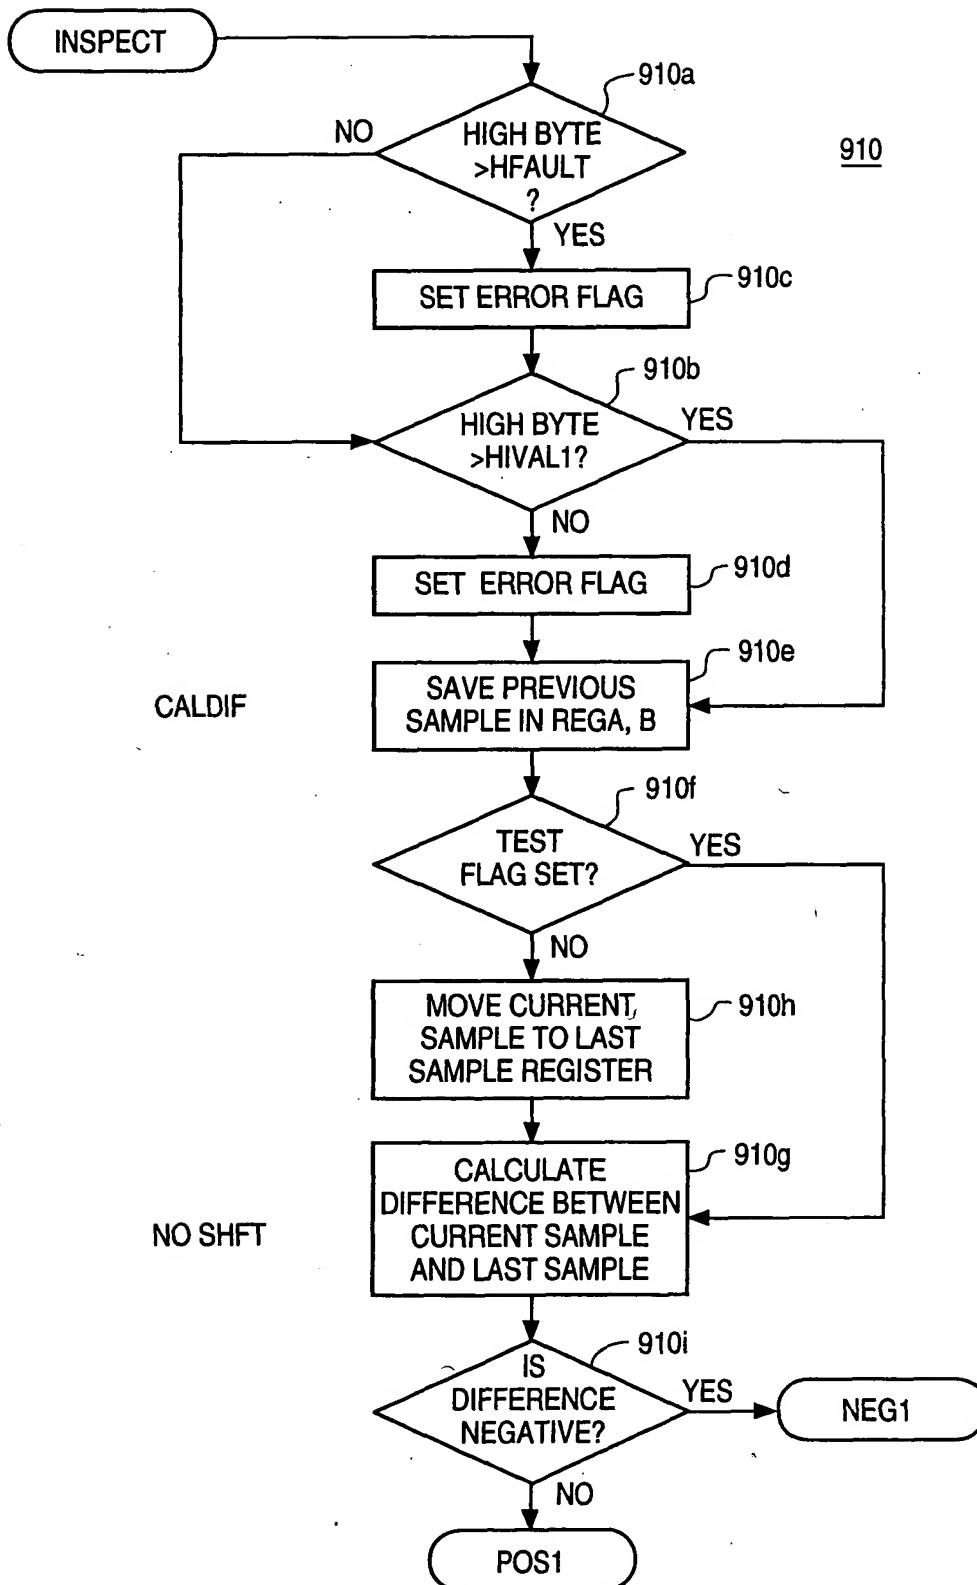 INSPECT
910a
HIGH BYTE
>HFAULT
?
NO
910
YES
910c
SET ERROR FLAG
910b
HIGH BYTE
>HIVAL1?
YES
NO
910d
SET ERROR FLAG
910e
SAVE PREVIOUS
SAMPLE IN REGA, B
CALDIF
910f
TEST
FLAG SET?
YES
NO
910h
MOVE CURRENT
SAMPLE TO LAST
SAMPLE REGISTER
910g
CALCULATE
DIFFERENCE BETWEEN
CURRENT SAMPLE
AND LAST SAMPLE
NO SHFT
910i
IS
DIFFERENCE
NEGATIVE?
YES
NEG1
NO
POS1